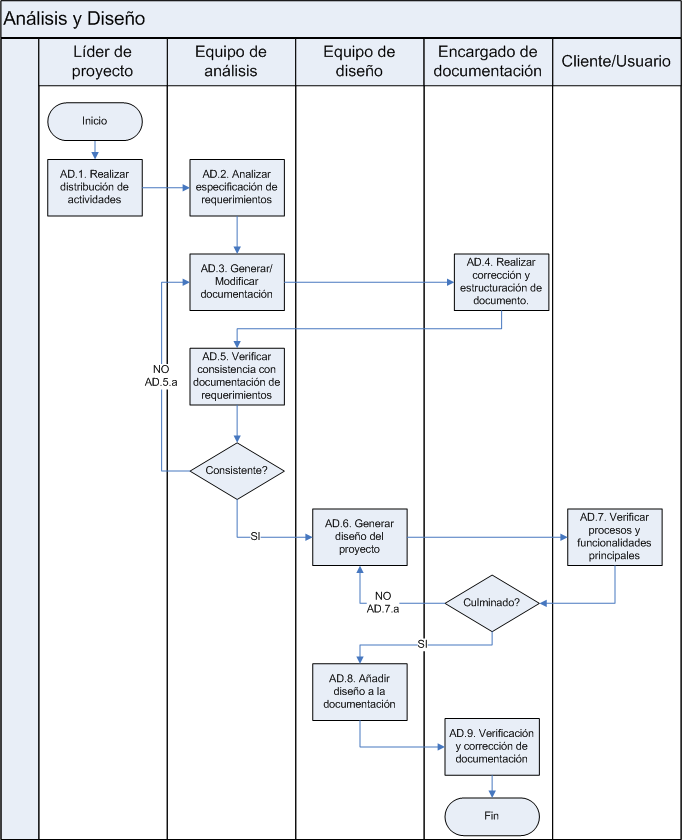 Análisis y Diseño
Líder de
proyecto
Equipo de
análisis
Equipo de
diseño
Encargado de
documentación
Cliente/Usuario
Inicio
AD.1. Realizar
distribución de
actividades
AD.2. Analizar
especificación de
requerimientos
AD.3. Generar/
Modificar
documentación
AD.4. Realizar
corrección y
estructuración de
documento.
AD.5. Verificar
consistencia con
documentación de
requerimientos
NO
AD.5.a
Consistente?
SI
AD.6. Generar
diseño del
proyecto
AD.7. Verificar
procesos y
funcionalidades
principales
NO
AD.7.a
Culminado?
SI
AD.8. Añadir
diseño a la
documentación
AD.9. Verificación
y corrección de
documentación
Fin